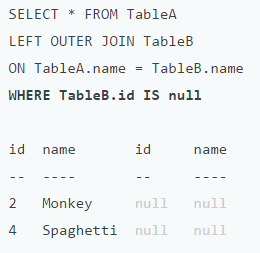 SELECT * FROM TableA
LEFT OUTER JOIN TableB
ON TableA.name = TableB.name
WHERE TableB.id IS null
id name id name
-- ---- -- ----
2 Monkey null null
4 Spaghetti null null